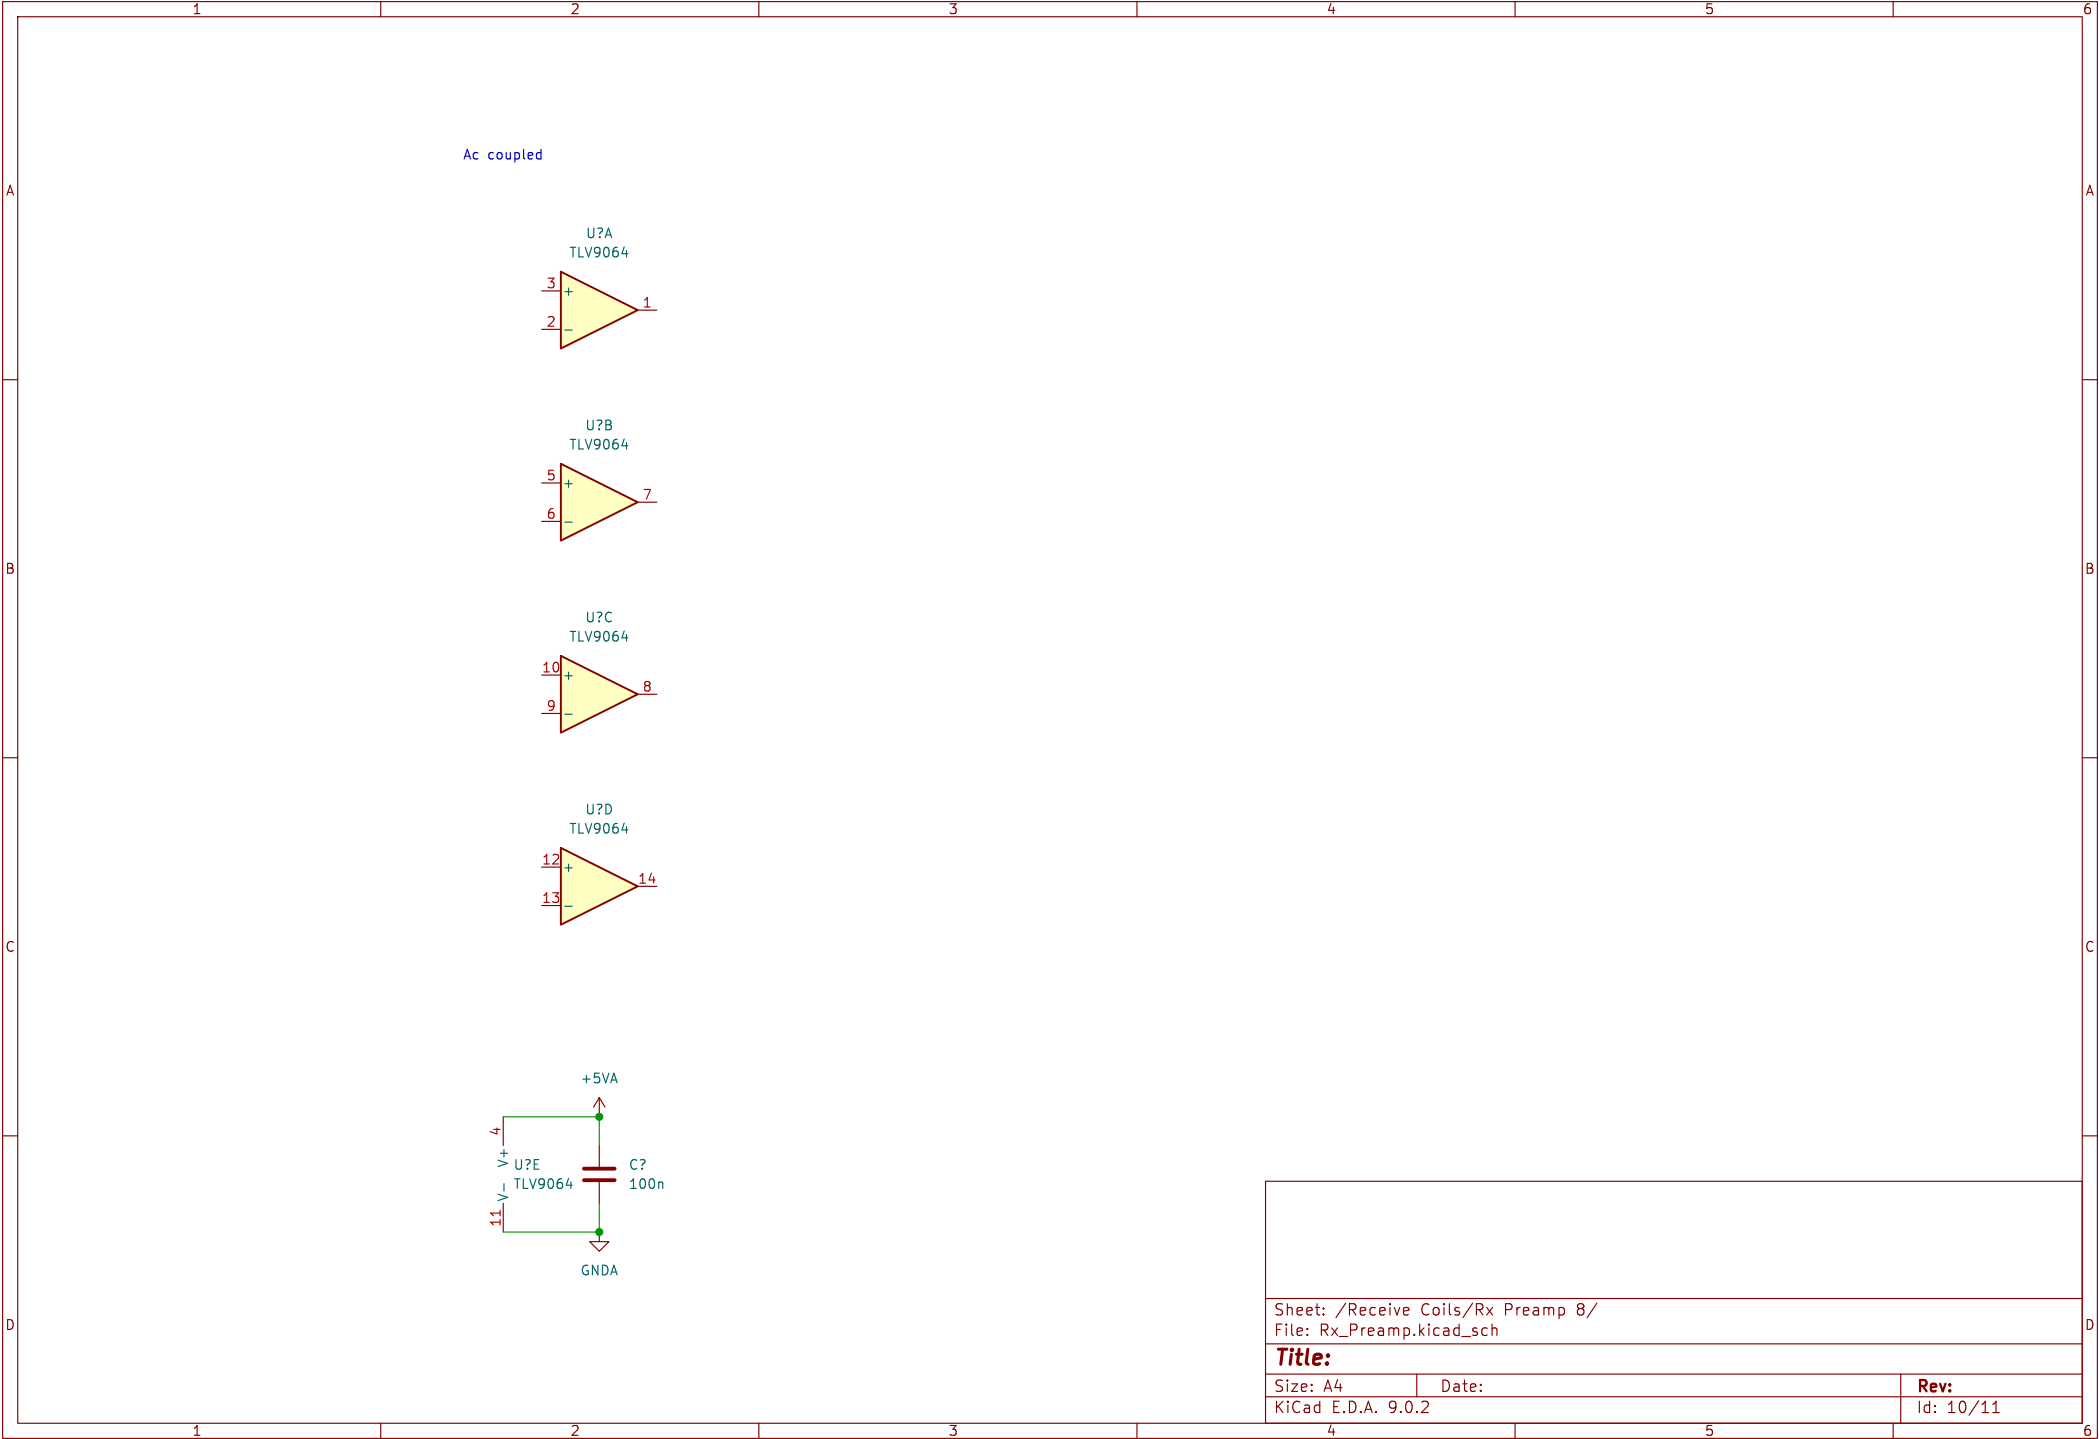 1 2 3 4 5 6
Ac coupled
A A
U?A
TLV9064
3 +
1
2 −
U?B
TLV9064
5 +
7
6 −
B B
U?C
TLV9064
10 +
8
9 −
U?D
TLV9064
12 +
14
13 −
C C
+5VA
4
V+
U?E
TLV9064
V-
11
C?
100n
GNDA
Sheet: /Receive Coils/Rx Preamp 8/
File: Rx_Preamp.kicad_sch
D D
Title:
Size: A4 Date: Rev:
KiCad E.D.A. 9.0.2 Id: 10/11
1 2 3 4 5 6